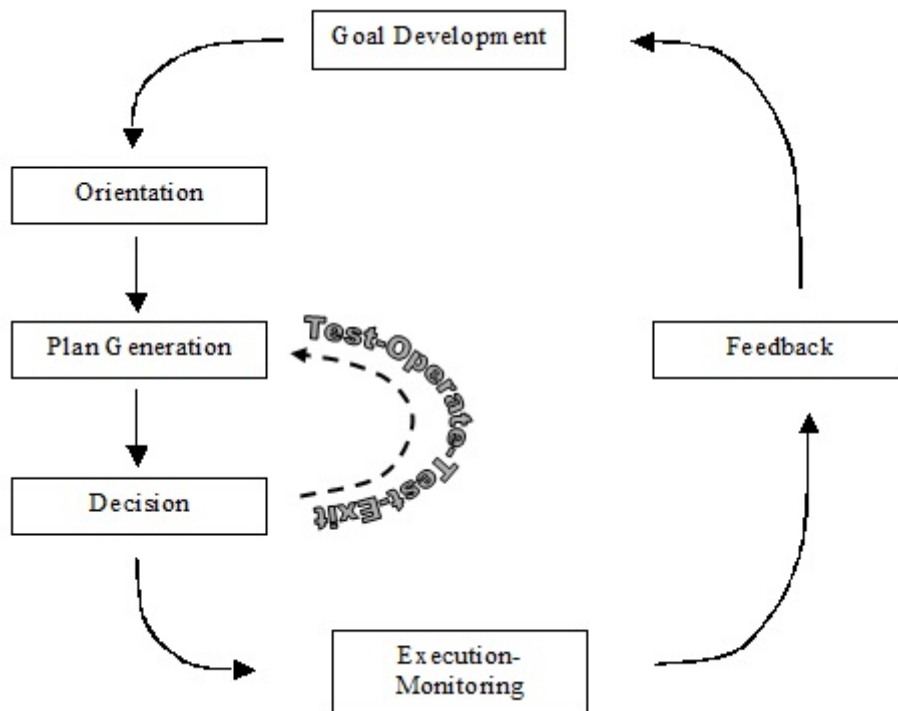 Goal Development
Orientation
Plan Generation
Test-Operate-Test-Exit
Feedback
Decision
Execution-
Monitoring